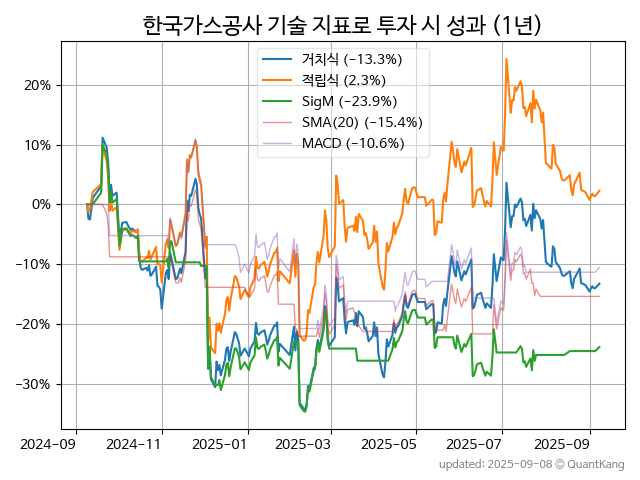 한국가스공사 기술 지표로 투자 시 성과 (1년)
거치식 (−13.3%)
적립식 (2.3%)
SigM (−23.9%)
SMA(20) (−15.4%)
MACD (−10.6%)
20%
10%
0%
−10%
−20%
−30%
2024-09 2024-11 2025-01 2025-03 2025-05 2025-07 2025-09
updated: 2025-09-08 © QuantKang